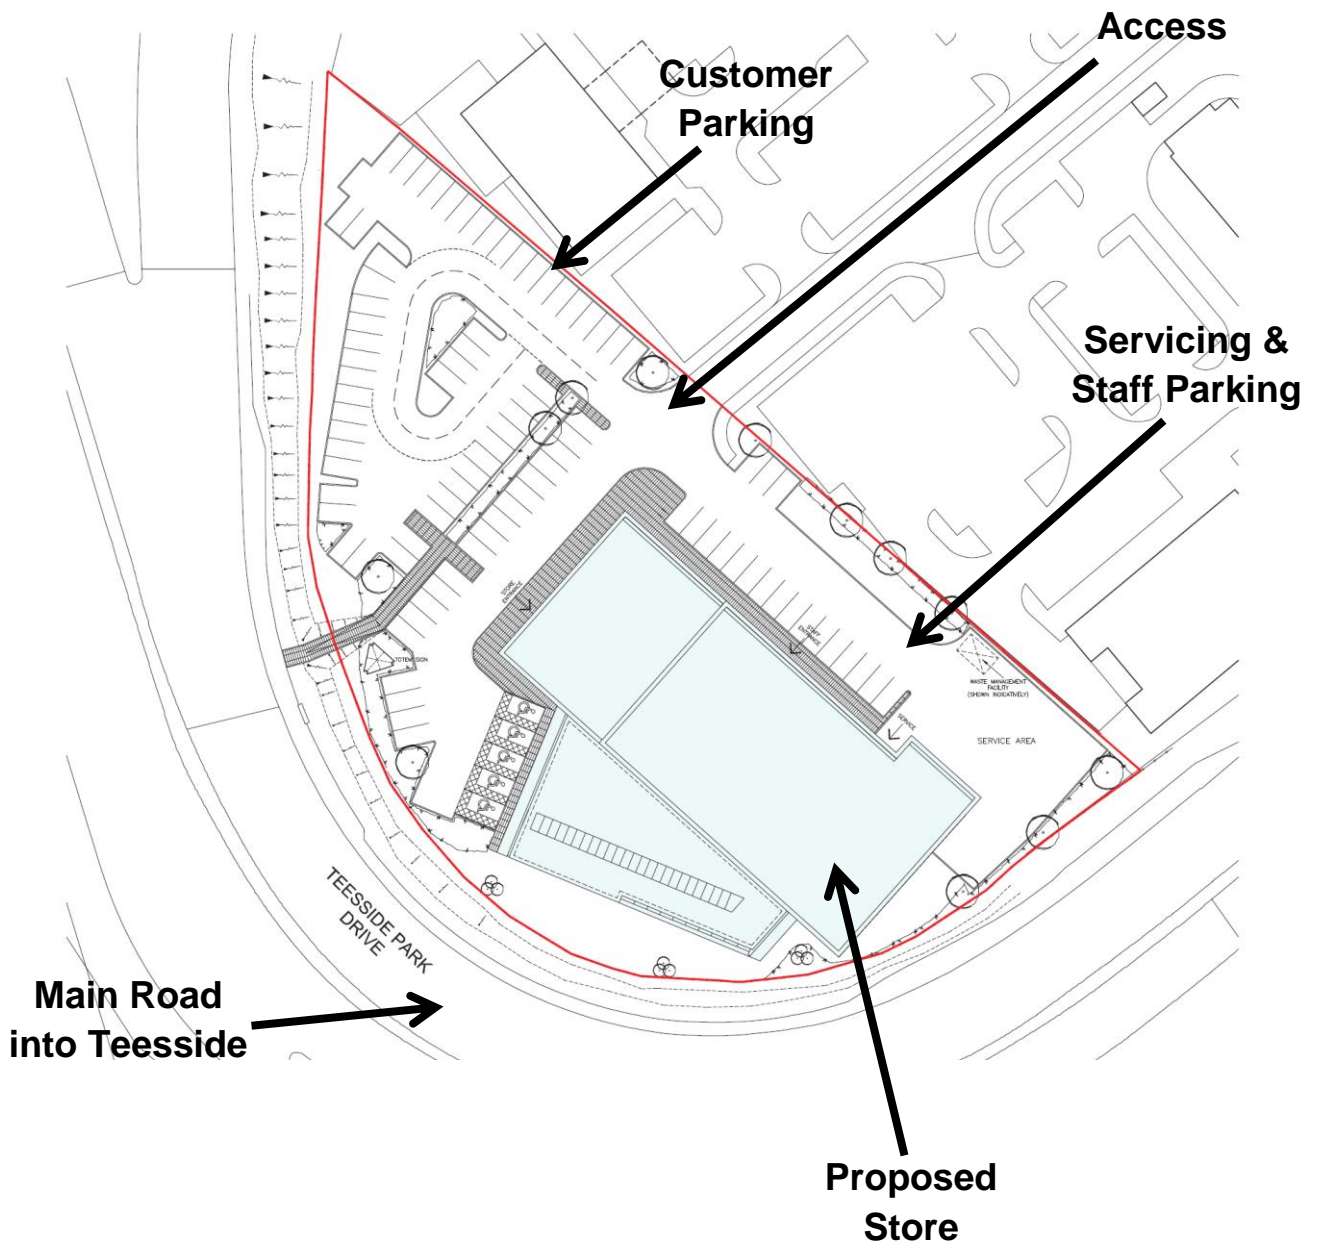 Access
Customer
Parking
Servicing &
Staff Parking
STORE
ENTRANCE
STAFF
ENTRANCE
TOTEM SIGN
WASTE MANAGEMENT
FACILITY
(SHOWN INDICATIVELY)
SERVICE
SERVICE AREA
TEESSIDE PARK
DRIVE
Main Road
into Teesside
Proposed
Store